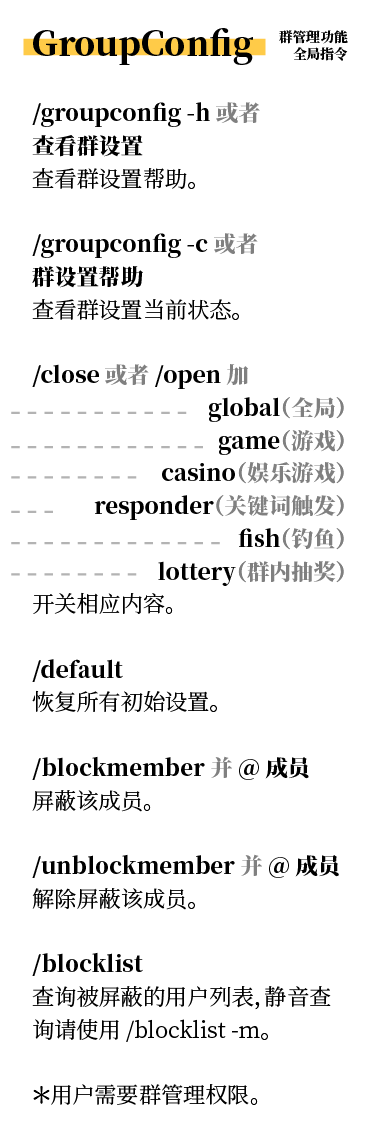 GroupConfig
群管理功能
全局指令
/groupconfig -h 或者
查看群设置
查看群设置帮助。
/groupconfig -c 或者
群设置帮助
查看群设置当前状态。
/close 或者 /open 加
global(全局)
game(游戏)
casino(娱乐游戏)
responder(关键词触发)
fish(钓鱼)
lottery(群内抽奖)
开关相应内容。
/default
恢复所有初始设置。
/blockmember 并 @ 成员
屏蔽该成员。
/unblockmember 并 @ 成员
解除屏蔽该成员。
/blocklist
查询被屏蔽的用户列表, 静音查
询请使用 /blocklist -m。
*用户需要群管理权限。